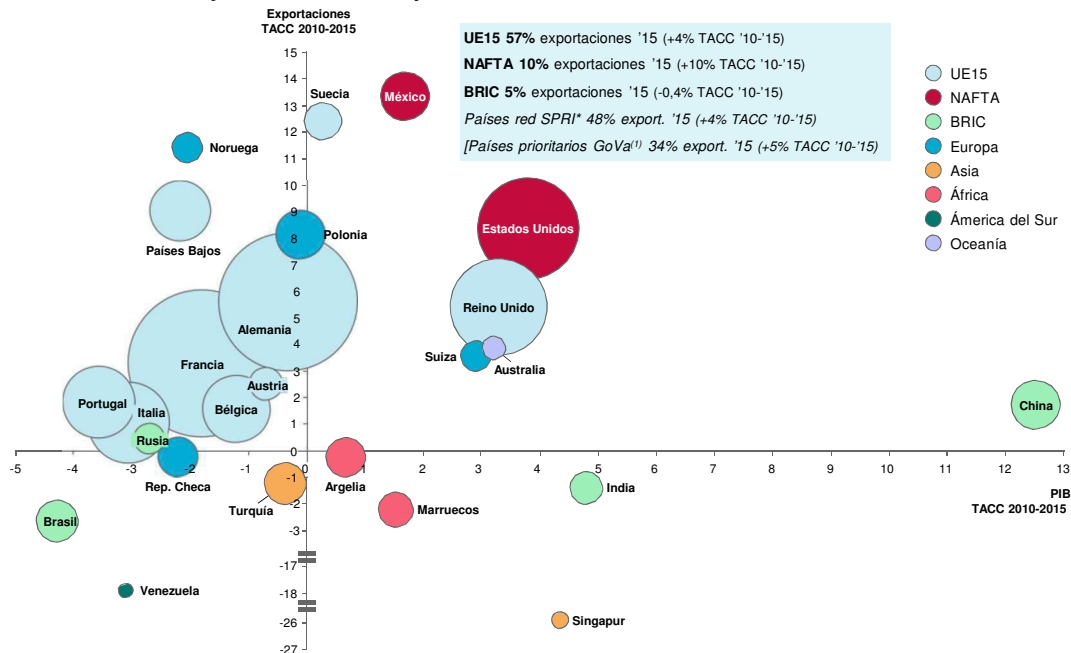 Exportaciones
TACC 2010-2015
UE15 57% exportaciones '15 (+4% TACC '10-'15)
NAFTA 10% exportaciones '15 (+10% TACC '10-'15)
BRIC 5% exportaciones '15 (-0,4% TACC '10-'15)
Países red SPRI* 48% export. '15 (+4% TACC '10-'15)
[Países prioritarios GoVa(1) 34% export. '15 (+5% TACC '10-'15)
UE15
NAFTA
BRIC
Europa
Asia
África
Ámerica del Sur
Oceanía
15
14
13
12
11
10
9
8
7
6
5
4
3
2
1
0
-1
-2
-3
-17
-18
-26
-27
Suecia
México
Noruega
Países Bajos
Polonia
Estados Unidos
Alemania
Reino Unido
Francia
Suiza
Australia
Austria
Portugal
Italia
Bélgica
Rusia
China
Rep. Checa
Turquía
Argelia
India
Marruecos
Brasil
Venezuela
Singapur
-5 -4 -3 -2 -1 0 1 2 3 4 5 6 7 8 9 10 11 12 13
PIB
TACC 2010-2015